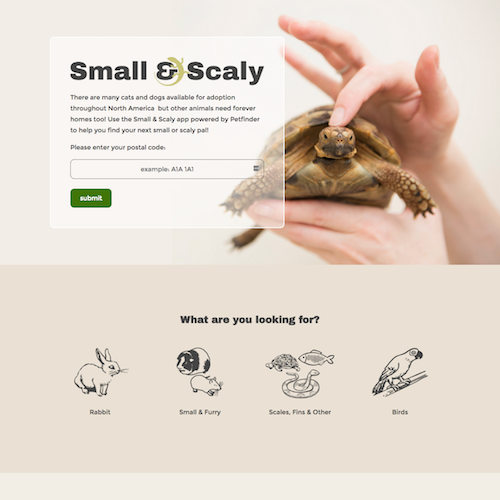 Small & Scaly
There are many cats and dogs available for adoption
throughout North America but other animals need forever
homes too! Use the Small & Scaly app powered by Petfinder
to help you find your next small or scaly pal!
Please enter your postal code:
example: A1A 1A1
submit
What are you looking for?
Rabbit
Small & Furry
Scales, Fins & Other
Birds